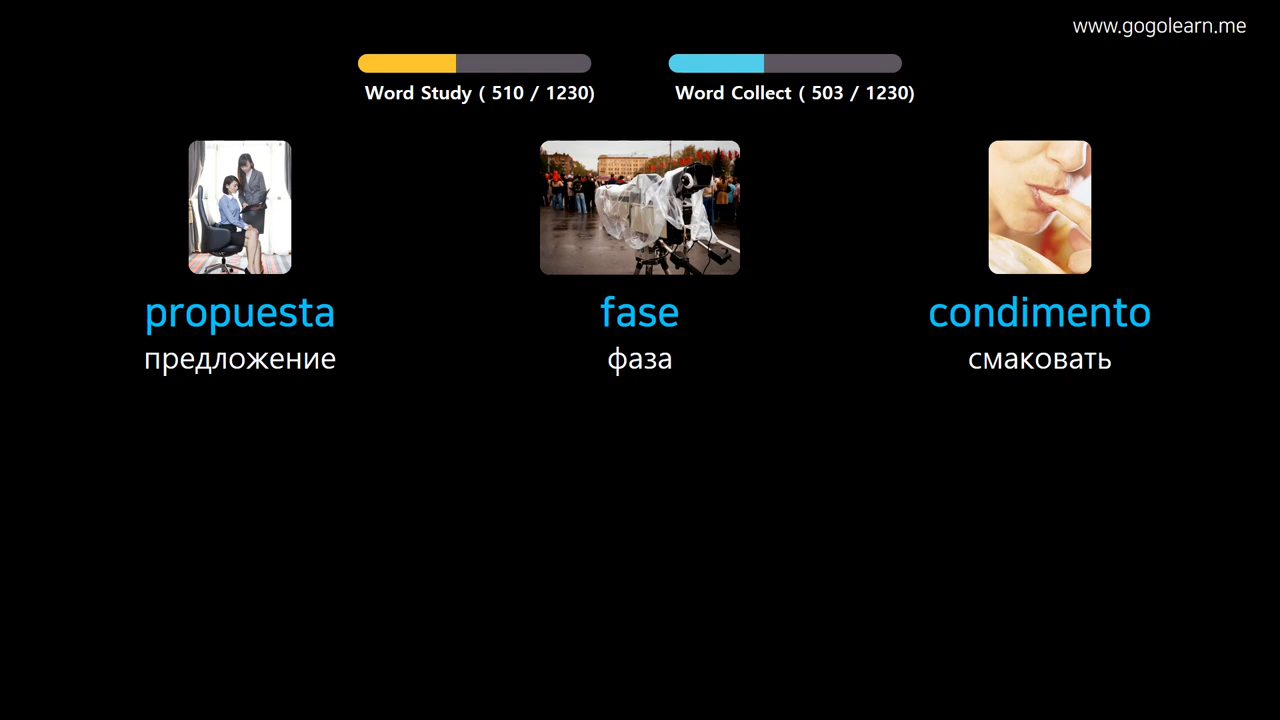 www.gogolearn.me
Word Study ( 510 / 1230)
Word Collect ( 503 / 1230)
propuesta
fase
condimento
предложение
фаза
смаковать